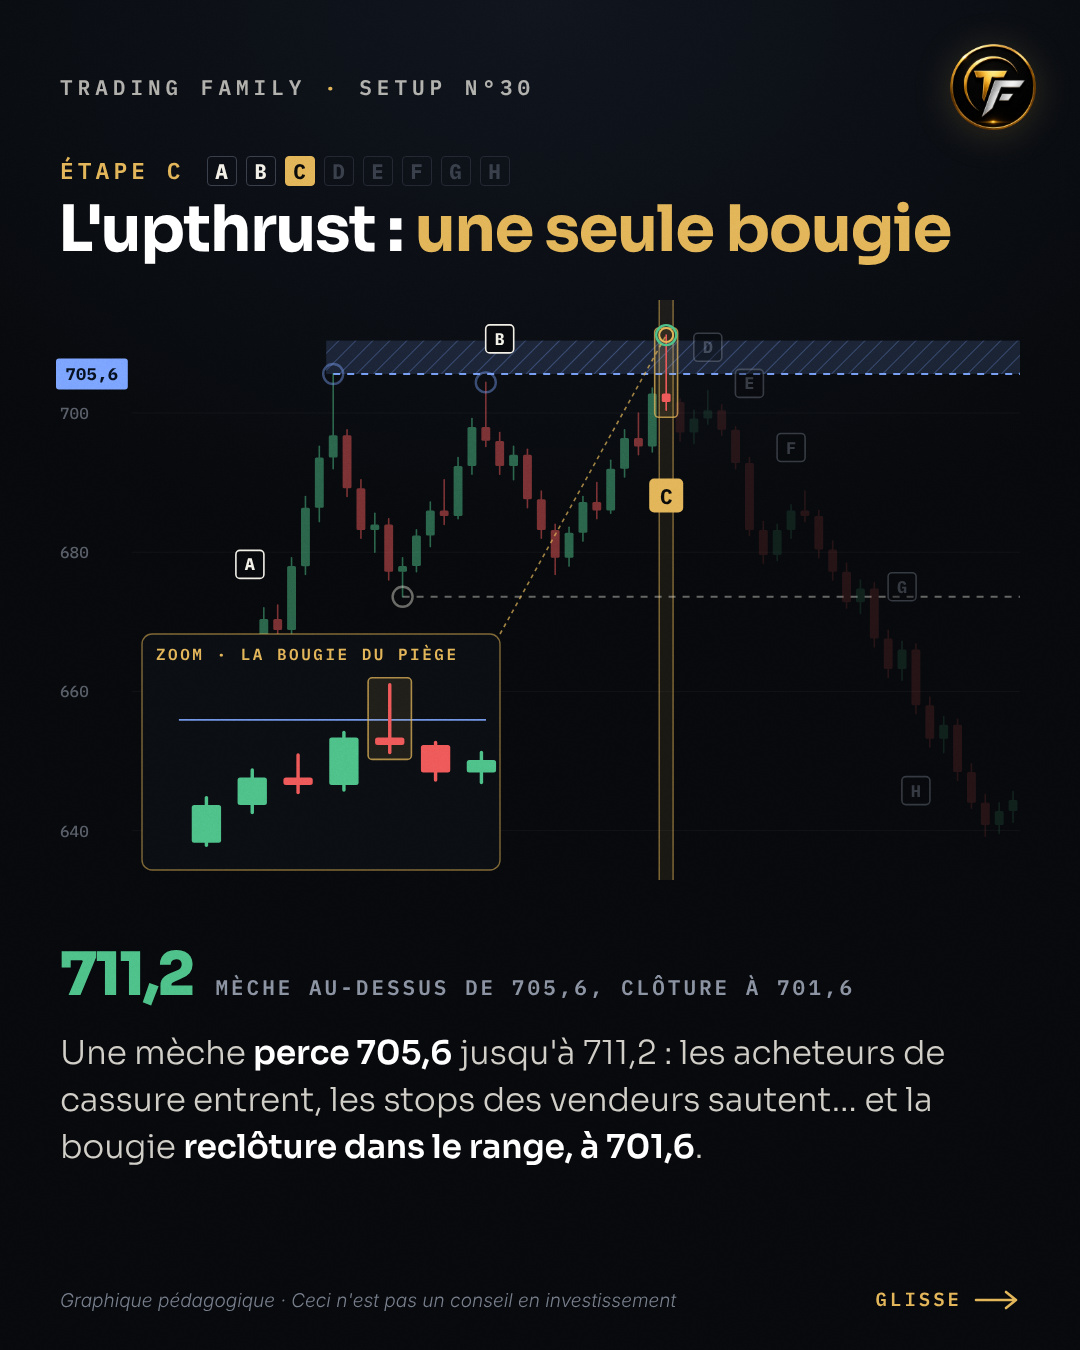 TRADING FAMILY · SETUP N°30
TF
ÉTAPE C A B C D E F G H
L'upthrust : une seule bougie
B
D
705,6
E
700
F
C
680
A
G
ZOOM · LA BOUGIE DU PIÈGE
660
H
640
711,2 MÈCHE AU-DESSUS DE 705,6, CLÔTURE À 701,6
Une mèche perce 705,6 jusqu'à 711,2 : les acheteurs de
cassure entrent, les stops des vendeurs sautent... et la
bougie reclôture dans le range, à 701,6.
Graphique pédagogique · Ceci n'est pas un conseil en investissement
GLISSE →